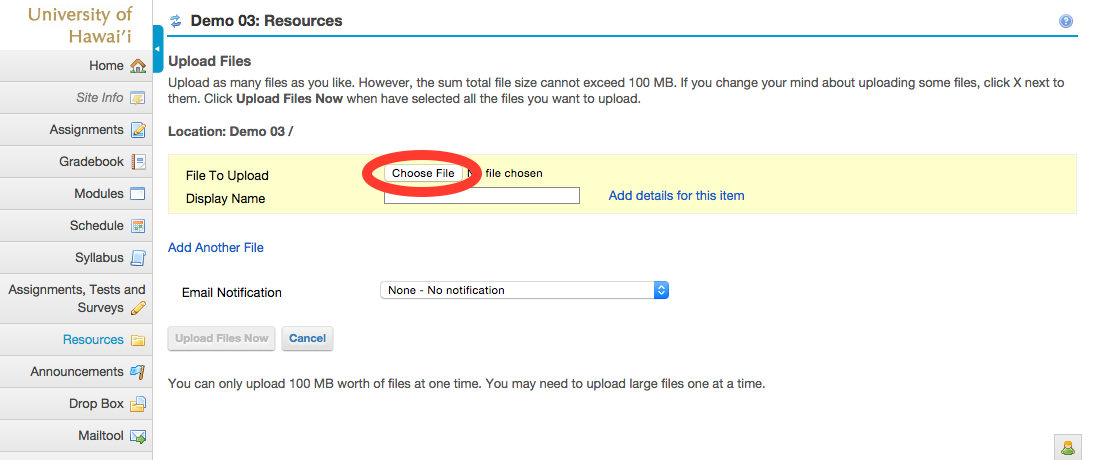 University of
Hawai'i
Home
Site Info
Assignments
Gradebook
Modules
Schedule
Syllabus
Assignments, Tests and
Surveys
Resources
Announcements
Drop Box
Mailtool
Demo 03: Resources
Upload Files
Upload as many files as you like. However, the sum total file size cannot exceed 100 MB. If you change your mind about uploading some files, click X next to
them. Click Upload Files Now when have selected all the files you want to upload.
Location: Demo 03 /
File To Upload Choose File file chosen
Display Name Add details for this item
Add Another File
Email Notification None - No notification
Upload Files Now Cancel
You can only upload 100 MB worth of files at one time. You may need to upload large files one at a time.